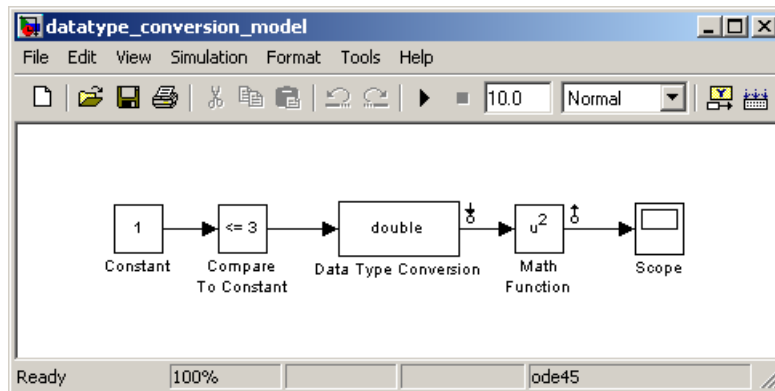 datatype_conversion_model
File Edit View Simulation Format Tools Help
10.0 Normal
1 <= 3 double u²
Constant Compare To Constant Data Type Conversion Math Function Scope
Ready 100% ode45